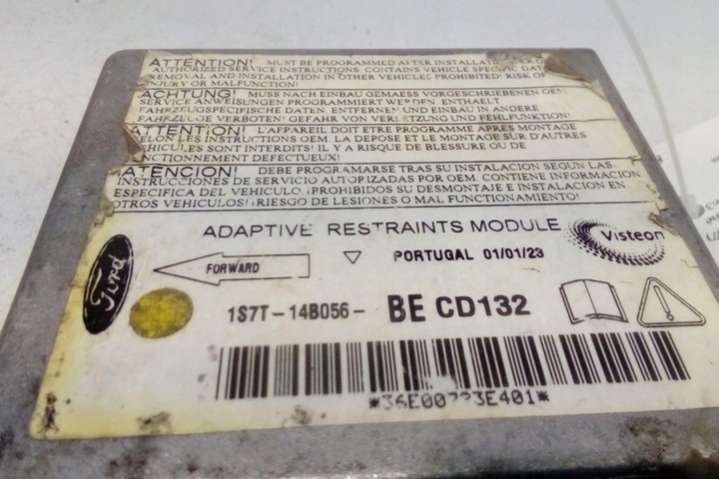 ATTENTION! MUST BE PROGRAMMED AFTER INSTALLATION PER OEM
AUTHORIZED SERVICE INSTRUCTIONS. CONTAINS VEHICLE SPECIFIC DATA
REMOVAL AND INSTALLATION IN OTHER VEHICLES PROHIBITED! RISK OF
INJURY OR MALFUNCTION!
ACHTUNG! MUSS NACH EINBAU GEMAESS VORGESCHRIEBENEN OEM
SERVICE ANWEISUNGEN PROGRAMMIERT WERDEN. ENTHAELT
FAHRZEUGSPEZIFISCHE DATEN. ENTFERNEN UND EINBAU IN ANDERE
FAHRZEUGE VERBOTEN! GEFAHR VON VERLETZUNG UND FEHLFUNKTION!
ATTENTION! L'APPAREIL DOIT ETRE PROGRAMME APRES MONTAGE
SELON LES INSTRUCTIONS OEM. LA DEPOSE ET LE MONTAGE SUR D'AUTRES
VEHICULES SONT INTERDITS! IL Y A RISQUE DE BLESSURE OU DE
FONCTIONNEMENT DEFECTUEUX!
ATENCION! DEBE PROGRAMARSE TRAS SU INSTALACION SEGUN LAS
INSTRUCCIONES DE SERVICIO AUTORIZADAS POR OEM. CONTIENE INFORMACION
ESPECIFICA DEL VEHICULO. ¡PROHIBIDO SU DESMONTAJE E INSTALACION EN
OTROS VEHICULOS! ¡RIESGO DE LESIONES O MAL FUNCIONAMIENTO!
ADAPTIVE RESTRAINTS MODULE
Visteon
Ford
FORWARD
PORTUGAL 01/01/23
1S7T-14B056- BE CD132